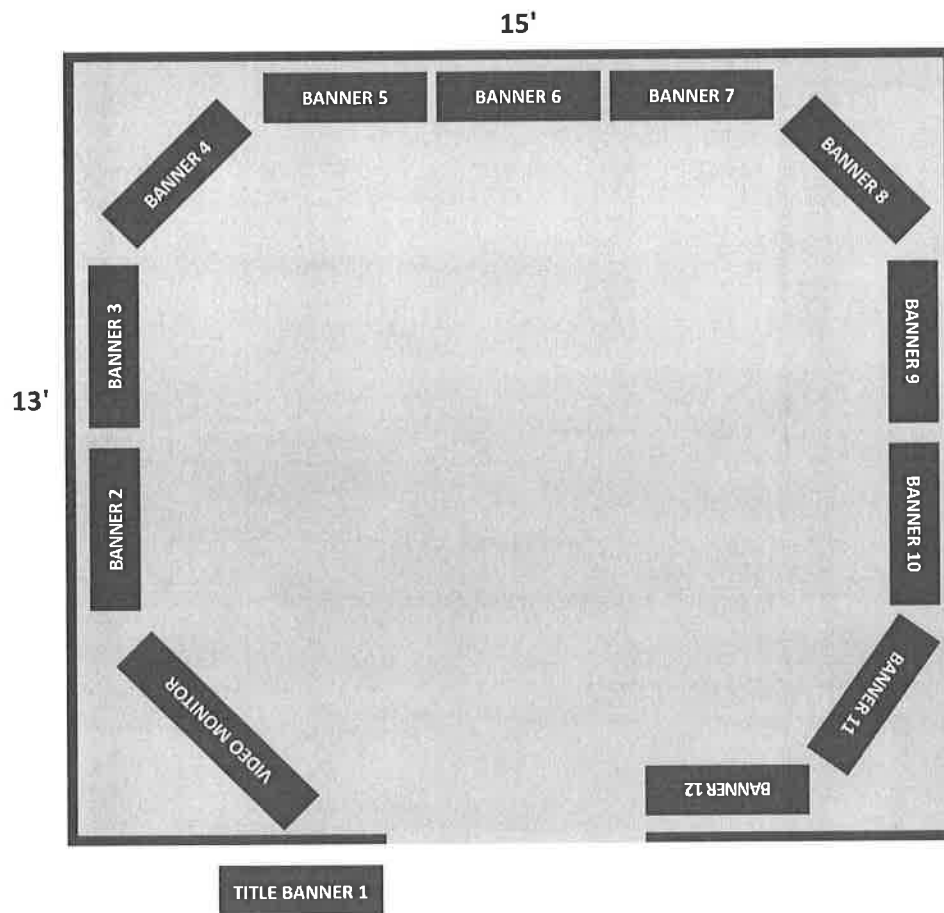 15'
BANNER 5
BANNER 6
BANNER 7
BANNER 4
BANNER 8
BANNER 3
BANNER 9
13'
BANNER 2
BANNER 10
VIDEO MONITOR
BANNER 11
BANNER 12
TITLE BANNER 1